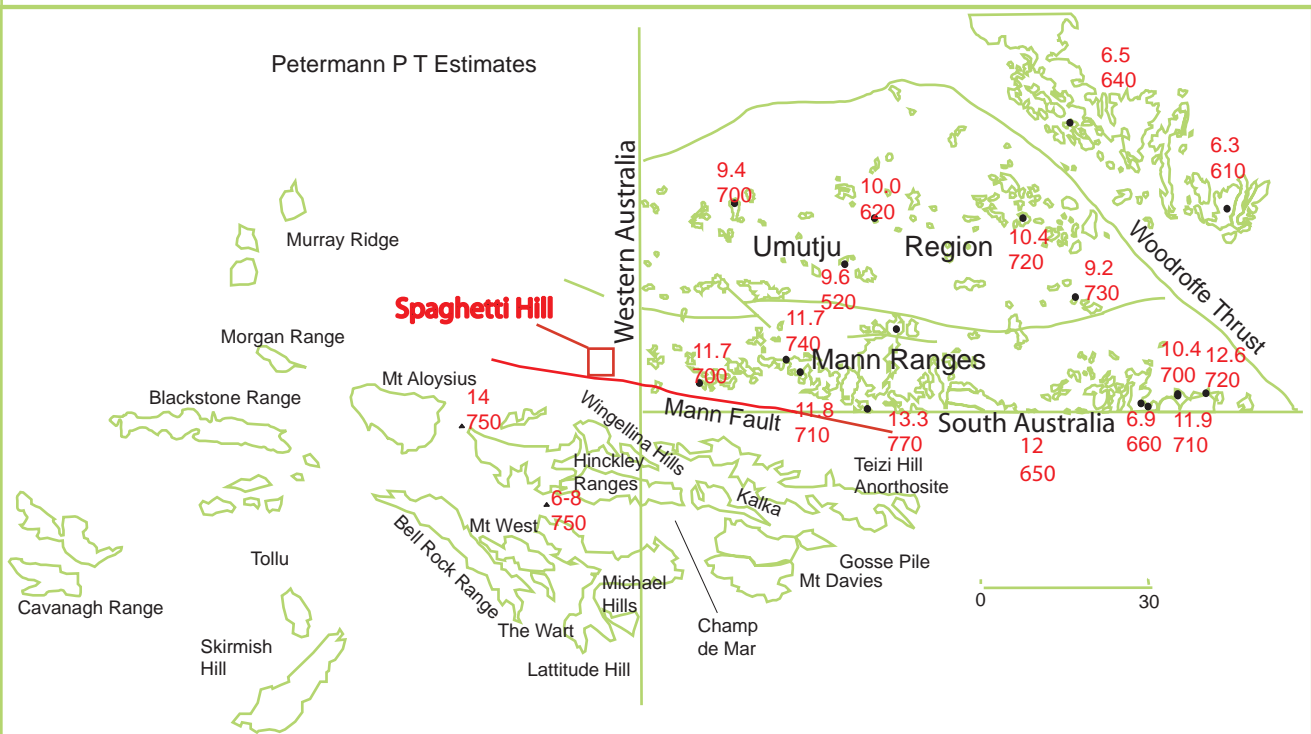 Petermann P T Estimates
6.5
640
6.3
610
Western Australia
9.4
700
10.0
620
Umutju
Region
10.4
720
9.6
520
9.2
730
Woodroffe Thrust
Murray Ridge
Spaghetti Hill
Morgan Range
11.7
740
11.7
700
Mann Ranges
10.4
700
12.6
720
Mt Aloysius
14
750
Blackstone Range
Wingellina Hills
Mann Fault
11.8
710
13.3
770
South Australia
12
650
6.9
660
11.9
710
Hinckley
Ranges
Teizi Hill
Anorthosite
Kalka
6-8
750
Mt West
Bell Rock Range
Tollu
Gosse Pile
Mt Davies
Michael
Hills
Cavanagh Range
The Wart
Champ
de Mar
0
30
Skirmish
Hill
Lattitude Hill